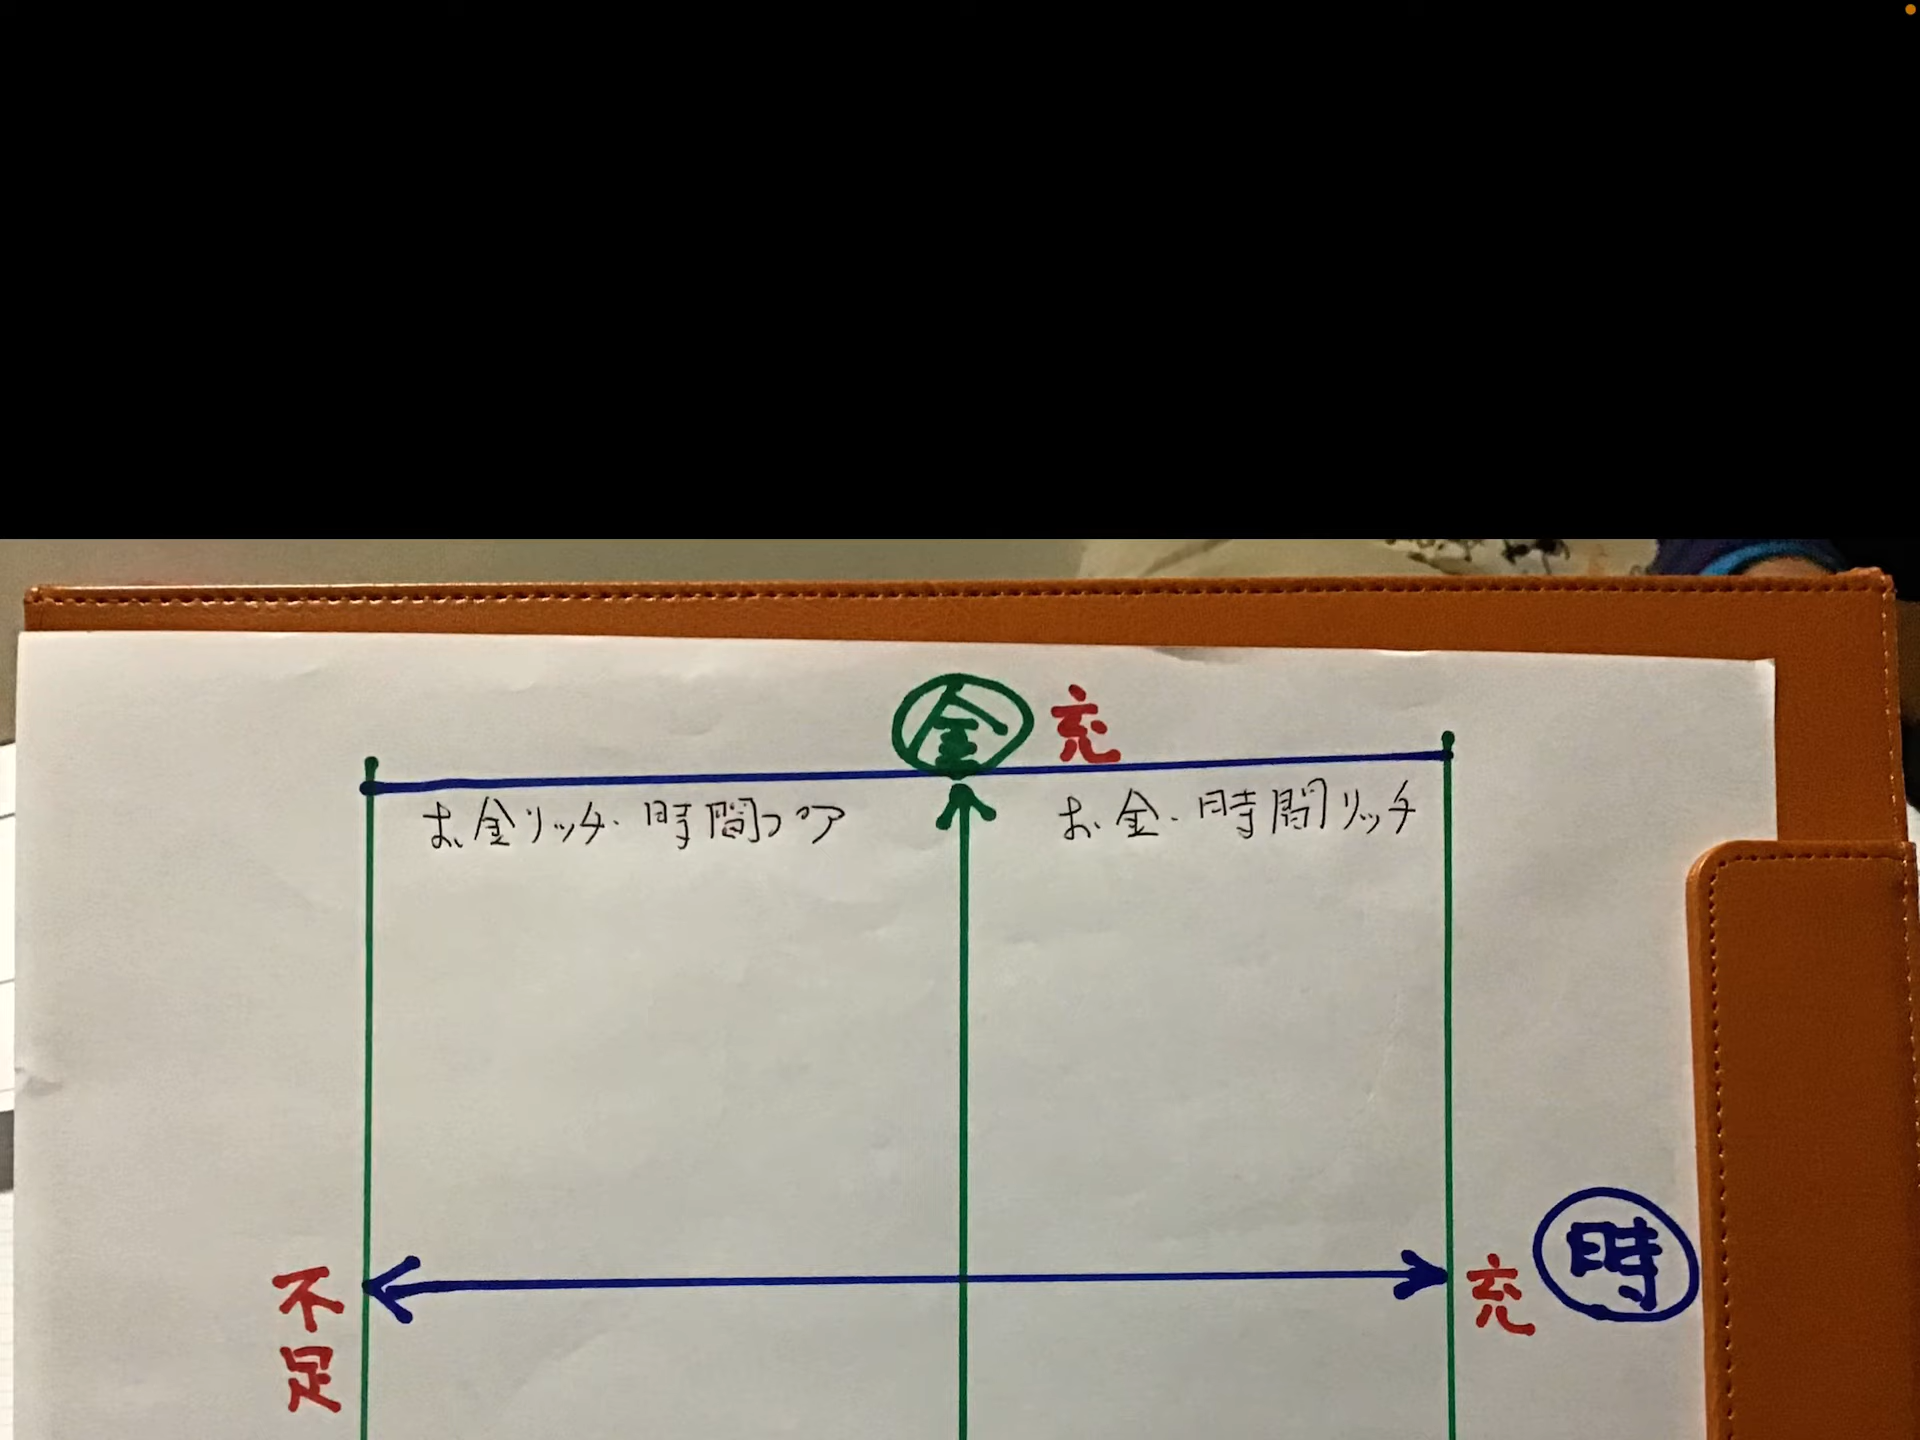 金 充
お金リッチ・時間プア
お金・時間リッチ
不足
充 時